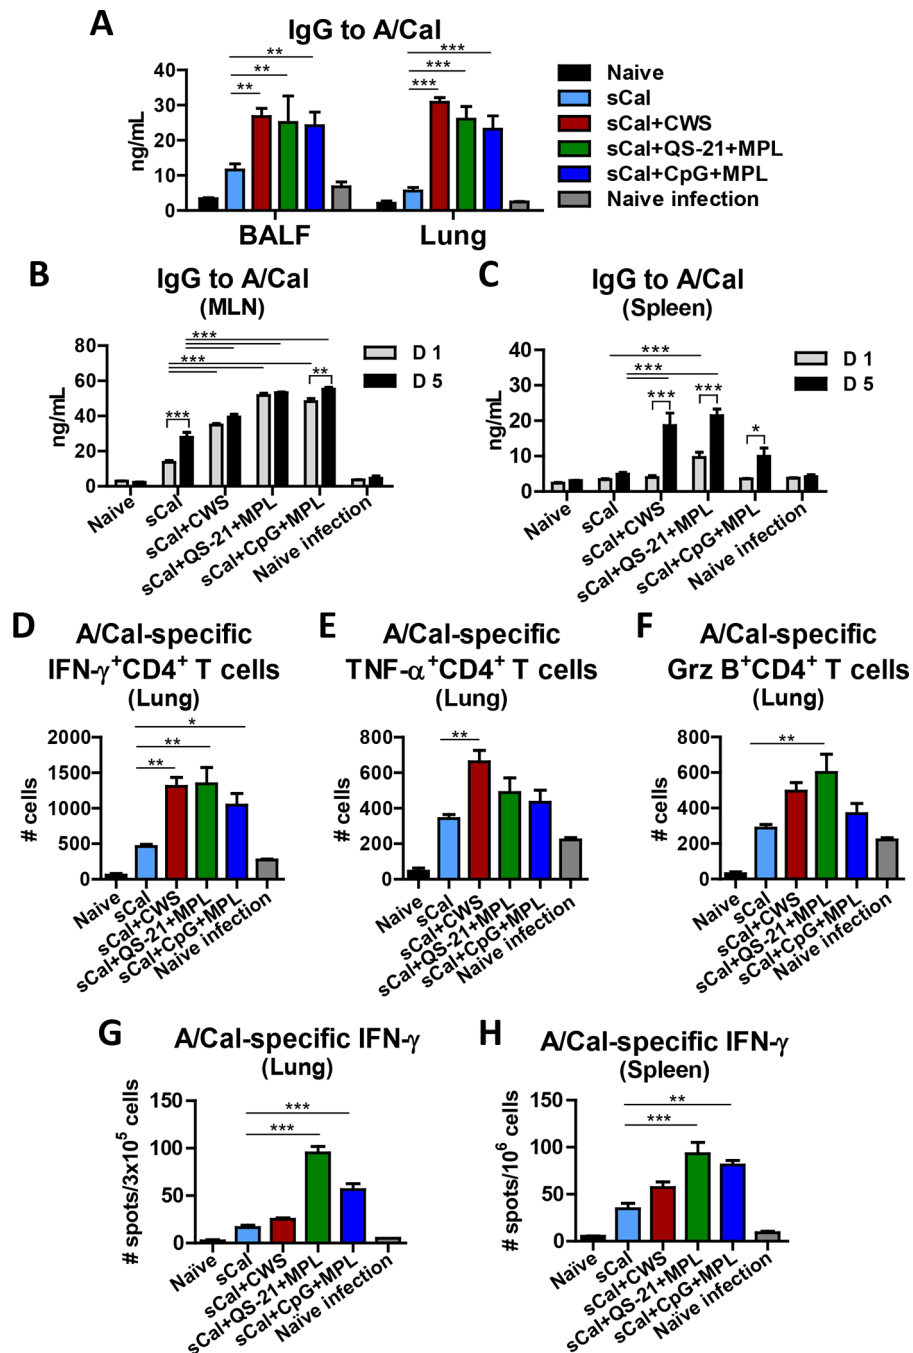 A
IgG to A/Cal
ng/mL
40
30
20
10
0
** ** **
*** *** ***
BALF Lung
Naive
sCal
sCal+CWS
sCal+QS-21+MPL
sCal+CpG+MPL
Naive infection
B
IgG to A/Cal
(MLN)
ng/mL
80
60
40
20
0
***
***
***
**
D 1
D 5
Naive
sCal
sCal+CWS
sCal+QS-21+MPL
sCal+CpG+MPL
Naive infection
C
IgG to A/Cal
(Spleen)
ng/mL
40
30
20
10
0
***
***
***
***
*
D 1
D 5
Naive
sCal
sCal+CWS
sCal+QS-21+MPL
sCal+CpG+MPL
Naive infection
D
A/Cal-specific
IFN-γ⁺CD4⁺ T cells
(Lung)
# cells
2000
1500
1000
500
0
*
**
**
Naive
sCal
sCal+CWS
sCal+QS-21+MPL
sCal+CpG+MPL
Naive infection
E
A/Cal-specific
TNF-α⁺CD4⁺ T cells
(Lung)
# cells
800
600
400
200
0
**
Naive
sCal
sCal+CWS
sCal+QS-21+MPL
sCal+CpG+MPL
Naive infection
F
A/Cal-specific
Grz B⁺CD4⁺ T cells
(Lung)
# cells
800
600
400
200
0
**
Naive
sCal
sCal+CWS
sCal+QS-21+MPL
sCal+CpG+MPL
Naive infection
G
A/Cal-specific IFN-γ
(Lung)
# spots/3x10⁵ cells
150
100
50
0
***
***
Naïve
sCal
sCal+CWS
sCal+QS-21+MPL
sCal+CpG+MPL
Naïve infection
H
A/Cal-specific IFN-γ
(Spleen)
# spots/10⁶ cells
150
100
50
0
**
***
Naïve
sCal
sCal+CWS
sCal+QS-21+MPL
sCal+CpG+MPL
Naïve infection